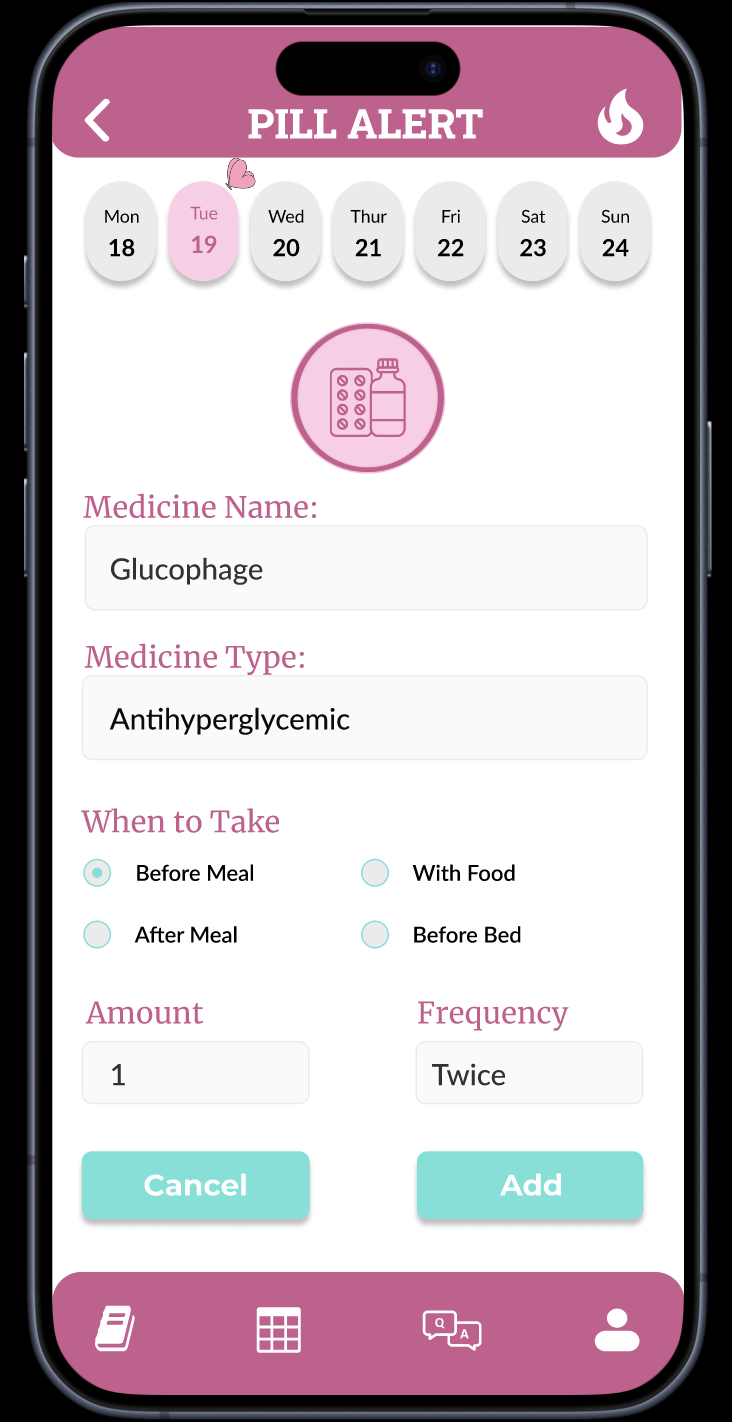 PILL ALERT
Mon Tue Wed Thur Fri Sat Sun
18 19 20 21 22 23 24
Medicine Name:
Glucophage
Medicine Type:
Antihyperglycemic
When to Take
Before Meal With Food
After Meal Before Bed
Amount Frequency
1 Twice
Cancel Add
Q A